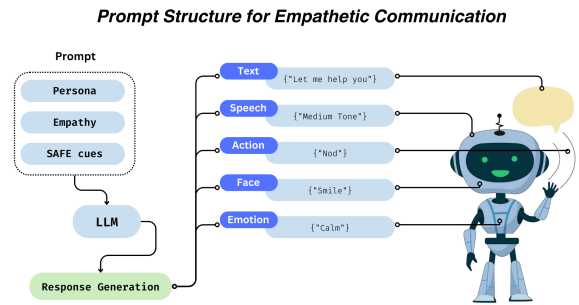 Prompt Structure for Empathetic Communication
Prompt
Persona
Empathy
SAFE cues
LLM
Response Generation
Text
{"Let me help you"}
Speech
{"Medium Tone"}
Action
{"Nod"}
Face
{"Smile"}
Emotion
{"Calm"}